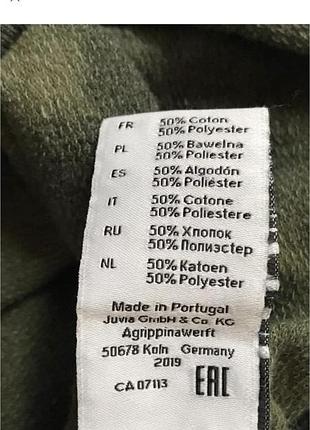 FR 50% Coton
50% Polyester
PL 50% Bawełna
50% Poliester
ES 50% Algodón
50% Poliéster
IT 50% Cotone
50% Poliestere
RU 50% Хлопок
50% Полиэстер
NL 50% Katoen
50% Polyester
Made in Portugal
Juvia GmbH & Co. KG
Agrippinawerft
50678 Köln Germany
2019
CA 07113 EAC